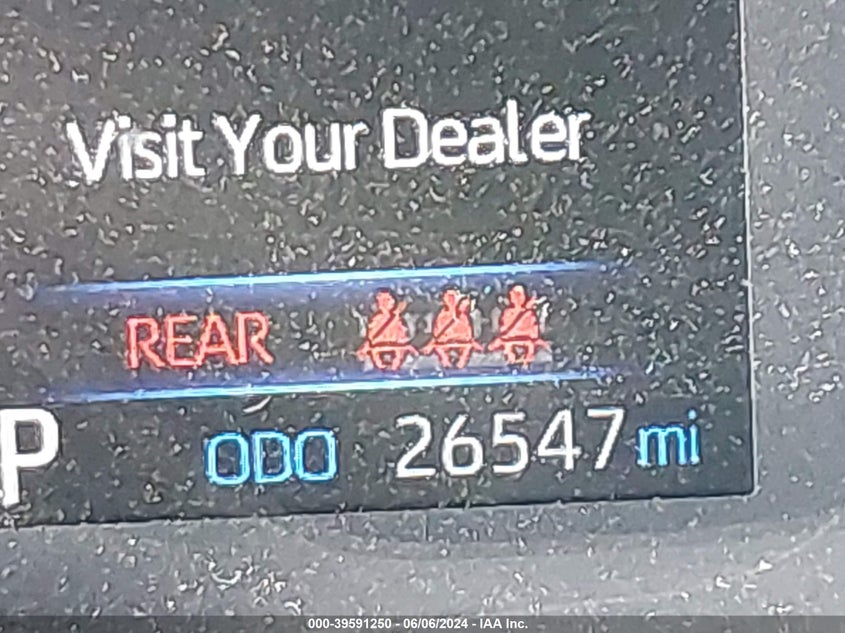 Visit Your Dealer
REAR
P ODO 26547 mi
000-39591250 - 06/06/2024 - IAA Inc.